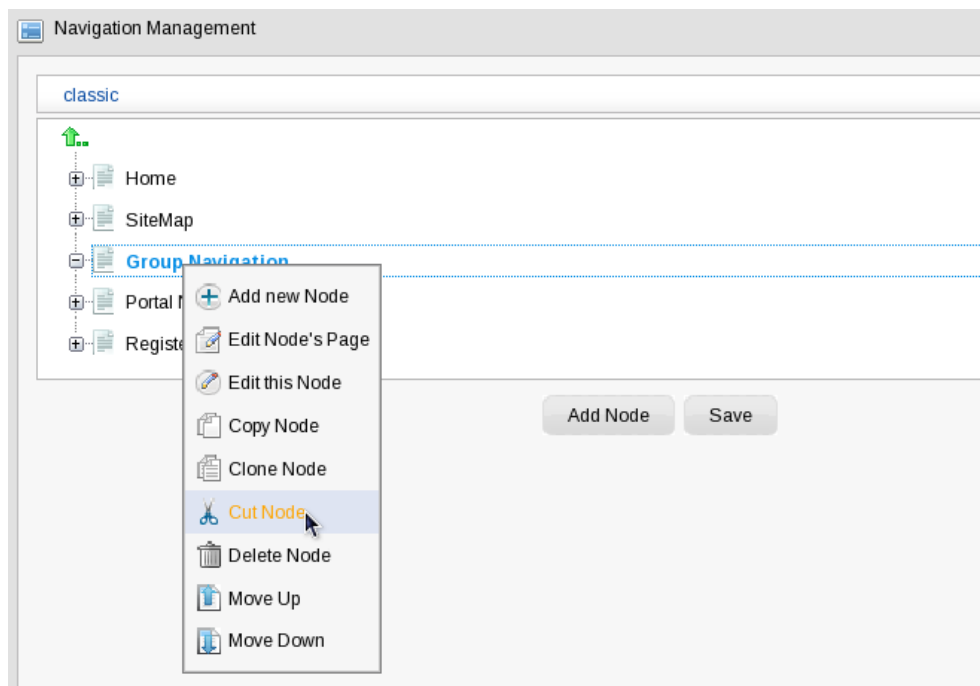 Navigation Management
classic
Home
SiteMap
Group Navigation
Portal
Add new Node
Edit Node's Page
Edit this Node
Copy Node
Clone Node
Cut Node
Delete Node
Move Up
Move Down
Add Node
Save